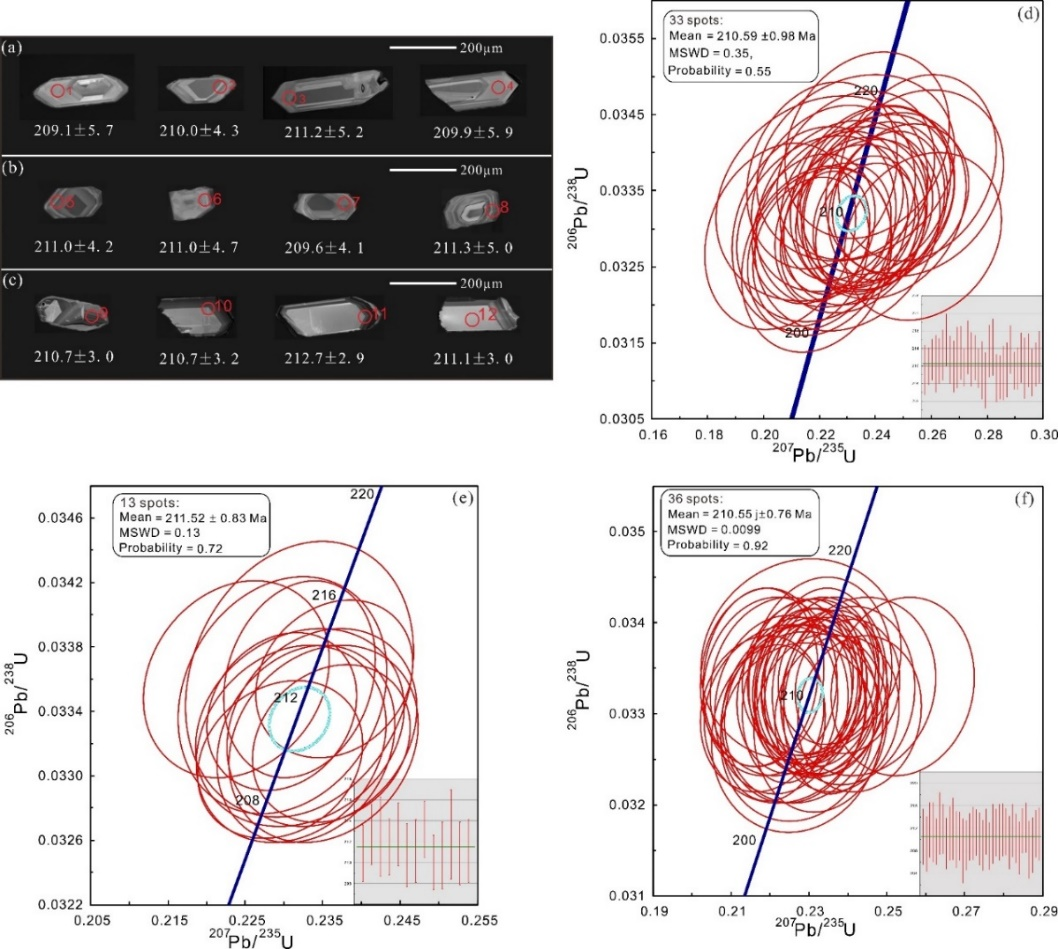 (a)
200μm
1
2
3
4
209.1±5.7
210.0±4.3
211.2±5.2
209.9±5.9
(b)
200μm
5
6
7
8
211.0±4.2
211.0±4.7
209.6±4.1
211.3±5.0
(c)
200μm
9
10
11
12
210.7±3.0
210.7±3.2
212.7±2.9
211.1±3.0
(d)
33 spots:
Mean = 210.59 ±0.98 Ma
MSWD = 0.35,
Probability = 0.55
220
210
200
0.0355
0.0345
0.0335
0.0325
0.0315
0.0305
206Pb/238U
0.16 0.18 0.20 0.22 0.24 0.26 0.28 0.30
207Pb/235U
(e)
13 spots:
Mean = 211.52 ± 0.83 Ma
MSWD = 0.13
Probability = 0.72
220
216
212
208
0.0346
0.0342
0.0338
0.0334
0.0330
0.0326
0.0322
206Pb/238U
0.205 0.215 0.225 0.235 0.245 0.255
207Pb/235U
(f)
36 spots:
Mean = 210.55 j±0.76 Ma
MSWD = 0.0099
Probability = 0.92
220
210
200
0.035
0.034
0.033
0.032
0.031
206Pb/238U
0.19 0.21 0.23 0.25 0.27 0.29
207Pb/235U